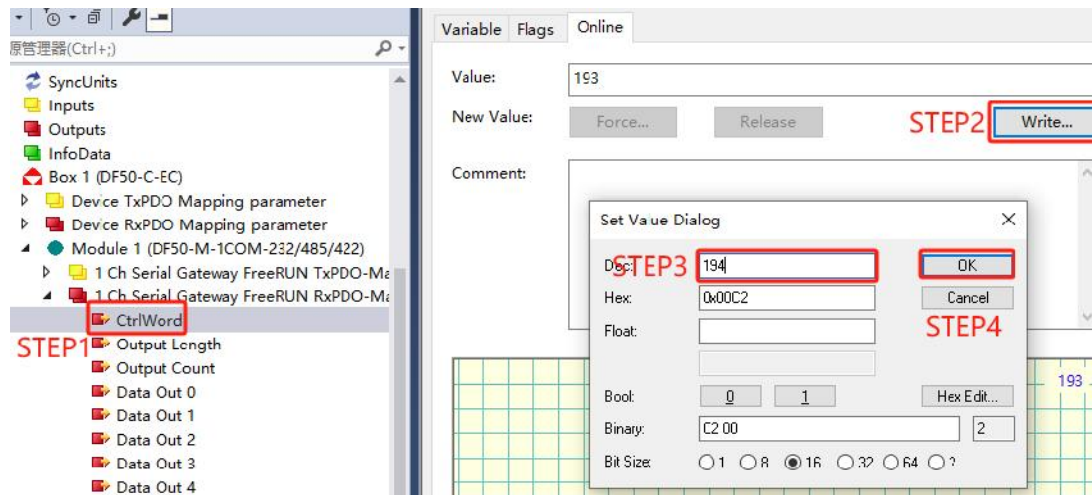 源管理器(Ctrl+;)
SyncUnits
Inputs
Outputs
InfoData
Box 1 (DF50-C-EC)
Device TxPDO Mapping parameter
Device RxPDO Mapping parameter
Module 1 (DF50-M-1COM-232/485/422)
1 Ch Serial Gateway FreeRUN TxPDO-Ma
1 Ch Serial Gateway FreeRUN RxPDO-Ma
CtrlWord
STEP1
Output Length
Output Count
Data Out 0
Data Out 1
Data Out 2
Data Out 3
Data Out 4
Variable Flags Online
Value: 193
New Value: Force... Release STEP2 Write...
Comment:
Set Value Dialog
Dec: STEP3 194 OK
Hex: 0x00C2 Cancel
Float: STEP4
Bool: 0 1 Hex Edit...
Binary: C2 00 2
Bit Size: 1 8 16 32 64 ?
193